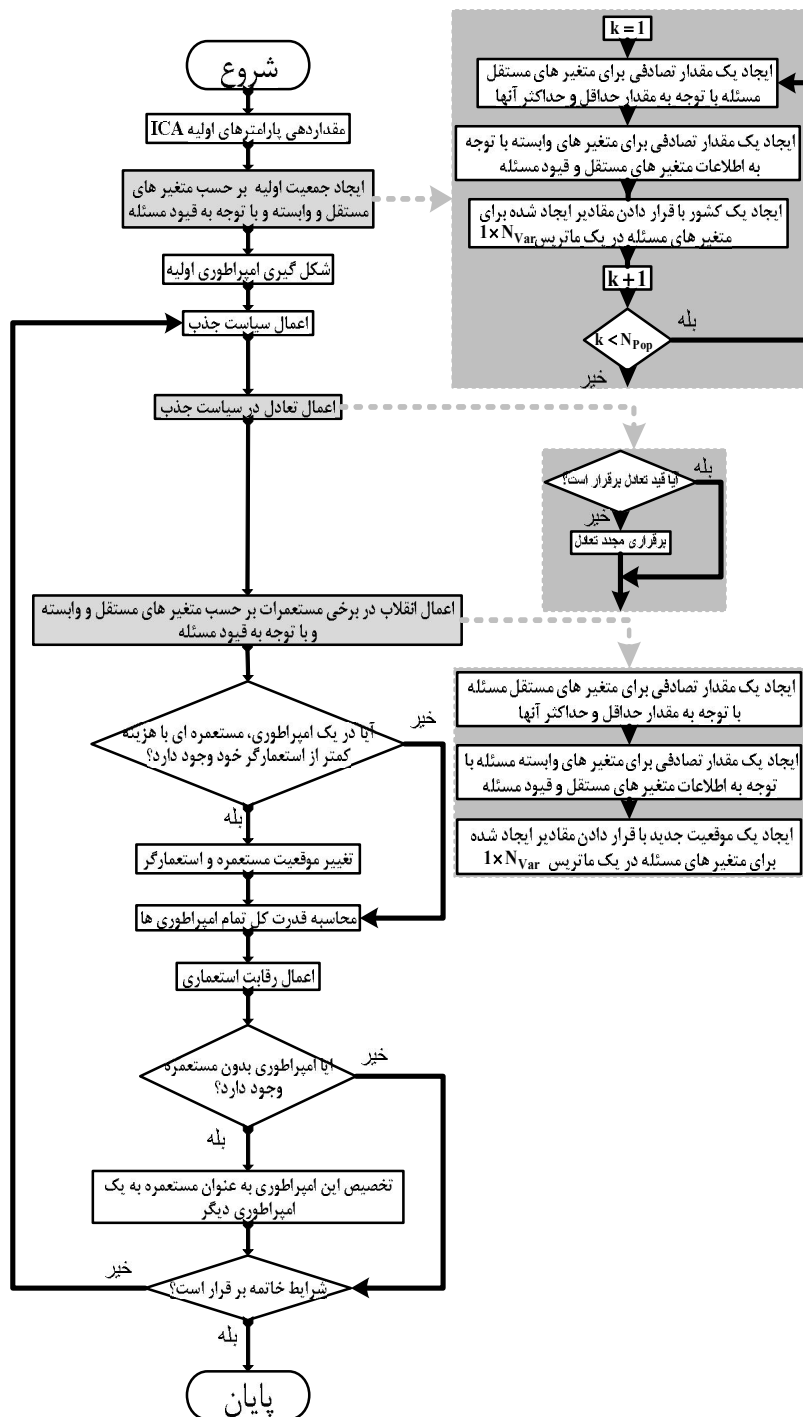 شروع
مقداردهی پارامترهای اولیه ICA
ایجاد جمعیت اولیه بر حسب متغیر های
مستقل و وابسته و با توجه به قیود مسئله
شکل گیری امپراطوری اولیه
اعمال سیاست جذب
اعمال تعادل در سیاست جذب
اعمال انقلاب در برخی مستعمرات بر حسب متغیر های مستقل و وابسته
و با توجه به قیود مسئله
آیا در یک امپراطوری، مستعمره ای با هزینه
کمتر از استعمارگر خود وجود دارد؟
خیر
بله
تغییر موقعیت مستعمره و استعمارگر
محاسبه قدرت کل تمام امپراطوری ها
اعمال رقابت استعماری
ایا امپراطوری بدون مستعمره
وجود دارد؟
خیر
بله
تخصیص این امپراطوری به عنوان مستعمره به یک
امپراطوری دیگر
شرایط خاتمه بر قرار است؟
خیر
بله
پایان
k = 1
ایجاد یک مقدار تصادفی برای متغیر های مستقل
مسئله با توجه به مقدار حداقل و حداکثر آنها
ایجاد یک مقدار تصادفی برای متغیر های وابسته با توجه
به اطلاعات متغیر های مستقل و قیود مسئله
ایجاد یک کشور با قرار دادن مقادیر ایجاد شده برای
متغیر های مسئله در یک ماتریس 1×N_Var
k + 1
k < N_Pop
بله
خیر
آیا قید تعادل برقرار است؟
بله
خیر
برقراری مجدد تعادل
ایجاد یک مقدار تصادفی برای متغیر های مستقل مسئله
با توجه به مقدار حداقل و حداکثر آنها
ایجاد یک مقدار تصادفی برای متغیر های وابسته مسئله با
توجه به اطلاعات متغیر های مستقل و قیود مسئله
ایجاد یک موقعیت جدید با قرار دادن مقادیر ایجاد شده
برای متغیر های مسئله در یک ماتریس 1×N_Var